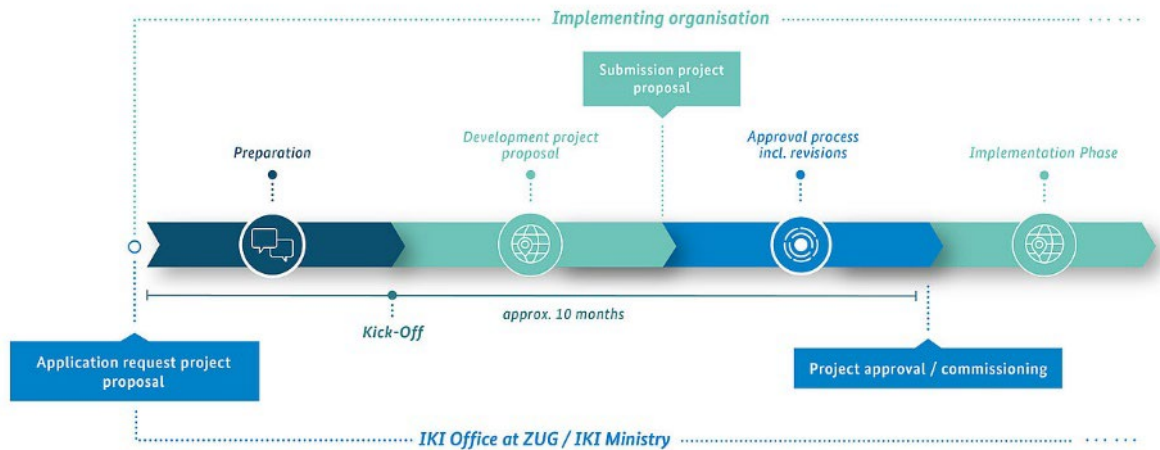 Implementing organisation
Submission project
proposal
Preparation
Development project
proposal
Approval process
incl. revisions
Implementation Phase
Kick-Off
approx. 10 months
Application request project
proposal
Project approval / commissioning
IKI Office at ZUG / IKI Ministry